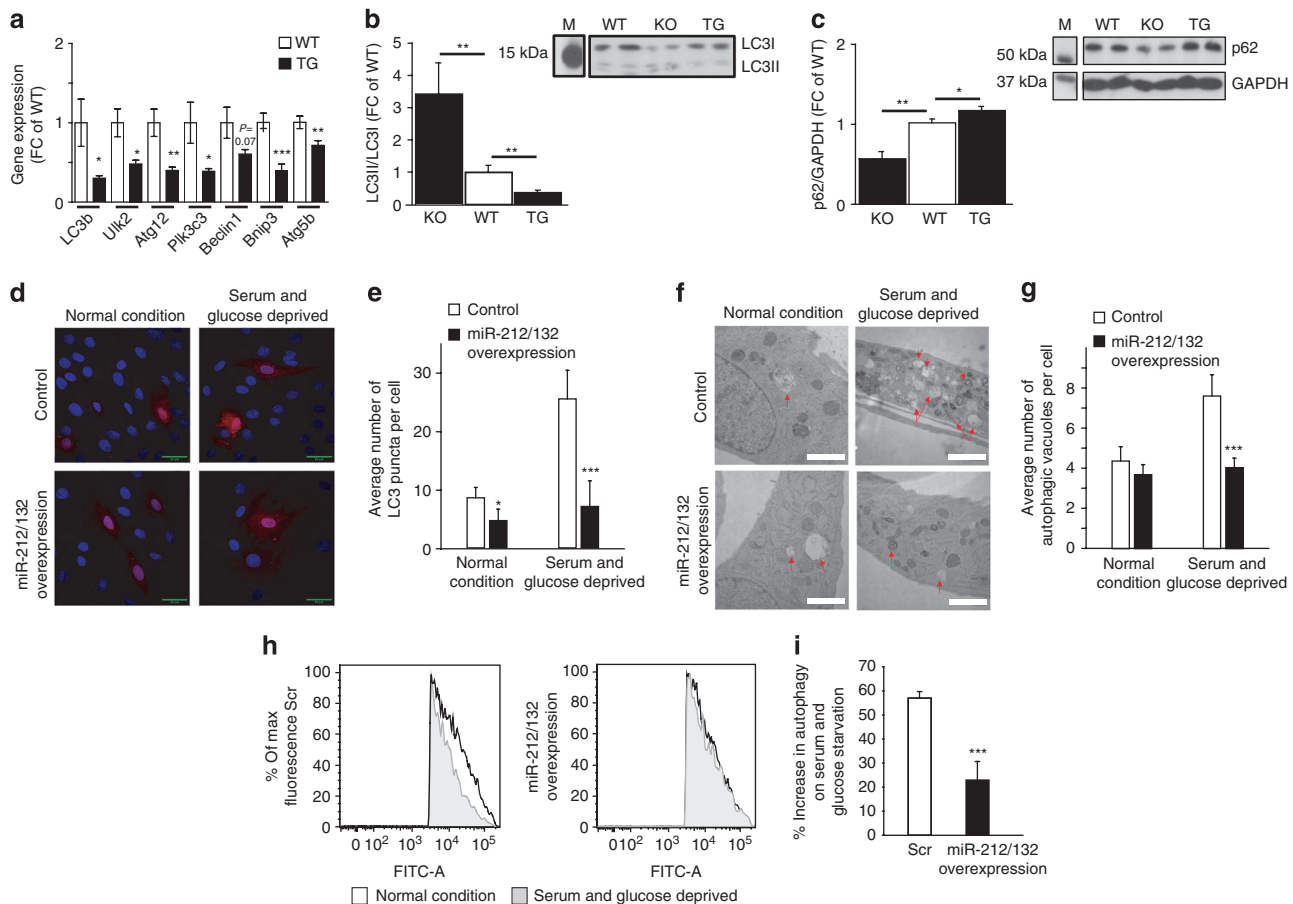 a
Gene expression
(FC of WT)
2
1
0
WT
TG
*
*
**
*
P=
0.07
***
**
LC3b
Ulk2
Atg12
Plk3c3
Beclin1
Bnip3
Atg5b
b
LC3II/LC3I (FC of WT)
5
4
3
2
1
0
**
**
KO
WT
TG
M
WT
KO
TG
15 kDa
LC3I
LC3II
c
p62/GAPDH (FC of WT)
2
1
0
**
*
KO
WT
TG
M
WT
KO
TG
50 kDa
37 kDa
p62
GAPDH
d
Normal condition
Serum and
glucose deprived
Control
miR-212/132
overexpression
e
Control
miR-212/132
overexpression
Average number of
LC3 puncta per cell
30
20
10
0
*
***
Normal
condition
Serum and
glucose deprived
f
Normal condition
Serum and
glucose deprived
Control
miR-212/132
overexpression
g
Control
miR-212/132
overexpression
Average number of
autophagic vacuoles per cell
8
6
4
2
0
***
Normal
condition
Serum and
glucose deprived
h
% Of max
fluorescence Scr
100
80
60
40
20
0
0 10² 10³ 10⁴ 10⁵
FITC-A
miR-212/132
overexpression
100
80
60
40
20
0
0 10² 10³ 10⁴ 10⁵
FITC-A
Normal condition
Serum and glucose deprived
i
% Increase in autophagy
on serum and
glucose starvation
70
60
50
40
30
20
10
0
***
Scr
miR-212/132
overexpression